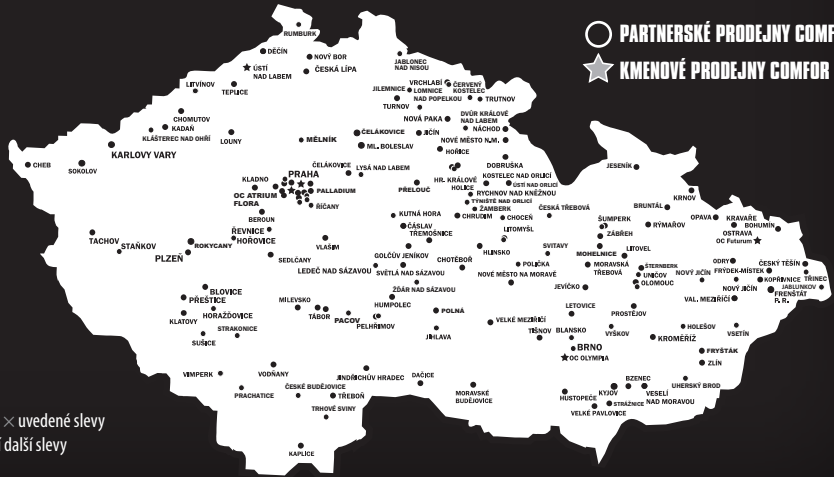 PARTNERSKÉ PRODEJNY COMF
KMENOVÉ PRODEJNY COMFOR
RUMBURK
DĚČÍN
NOVÝ BOR
ÚSTÍ
NAD LABEM
ČESKÁ LÍPA
JABLONEC
NAD NISOU
LITVÍNOV
TEPLICE
VRCHLABÍ
ČERVENÝ
KOSTELEC
JILEMNICE
LOMNICE
NAD POPELKOU
TRUTNOV
TURNOV
CHOMUTOV
KADAŇ
KLÁŠTEREC NAD OHŘÍ
LOUNY
MĚLNÍK
NOVÁ PAKA
DVŮR KRÁLOVÉ
NAD LABEM
ČELÁKOVICE
JIČÍN
NÁCHOD
ML. BOLESLAV
NOVÉ MĚSTO N.M.
HOŘICE
KARLOVY VARY
CHEB
SOKOLOV
ČELÁKOVICE
LYSÁ NAD LABEM
DOBRUŠKA
JESENÍK
PRAHA
KLADNO
PALLADIUM
OC ATRIUM
FLORA
ŘÍČANY
PŘELOUČ
HR. KRÁLOVÉ
HOLICE
KOSTELEC NAD ORLICÍ
ÚSTÍ NAD ORLICÍ
RYCHNOV NAD KNĚŽNOU
TÝNIŠTĚ NAD ORLICÍ
ŽAMBERK
KRNOV
BRUNTÁL
BEROUN
KUTNÁ HORA
CHRUDIM
CHOCEŇ
ČESKÁ TŘEBOVÁ
ŠUMPERK
ZÁBŘEH
RÝMAŘOV
OPAVA
KRAVAŘE
BOHUMÍN
OSTRAVA
OC Futurum
ŘEVNICE
HOŘOVICE
ČÁSLAV
TŘEMOŠNICE
LITOMYŠL
TACHOV
STAŇKOV
ROKYCANY
PLZEŇ
VLAŠIM
SEDLČANY
GOLČŮV JENÍKOV
HLINSKO
SVITAVY
MOHELNICE
LITOVEL
CHOTĚBOŘ
LEDEČ NAD SÁZAVOU
SVĚTLÁ NAD SÁZAVOU
POLIČKA
NOVÉ MĚSTO NA MORAVĚ
MORAVSKÁ
TŘEBOVÁ
ŠTERNBERK
UNIČOV
OLOMOUC
ODRY
ČESKÝ TĚŠÍN
FRÝDEK-MÍSTEK
TŘINEC
NOVÝ JIČÍN
KOPŘIVNICE
JABLUNKOV
NOVÝ JIČÍN
FRENŠTÁT
P. R.
ŽĎÁR NAD SÁZAVOU
JEVÍČKO
VAL. MEZIŘÍČÍ
BLOVICE
PŘEŠTICE
HORAŽĎOVICE
KLATOVY
MILEVSKO
TÁBOR
PACOV
HUMPOLEC
PELHŘIMOV
POLNÁ
LETOVICE
PROSTĚJOV
STRAKONICE
SUŠICE
JIHLAVA
VELKÉ MEZIŘÍČÍ
TIŠNOV
BLANSKO
VYŠKOV
HOLEŠOV
VSETÍN
KROMĚŘÍŽ
BRNO
OC OLYMPIA
FRYŠTÁK
ZLÍN
VIMPERK
VODŇANY
JINDŘICHŮV HRADEC
DAČICE
PRACHATICE
ČESKÉ BUDĚJOVICE
TŘEBOŇ
TRHOVÉ SVINY
MORAVSKÉ
BUDĚJOVICE
HUSTOPEČE
KYJOV
BZENEC
UHERSKÝ BROD
STRÁŽNICE
VESELÍ
NAD MORAVOU
VELKÉ PAVLOVICE
KAPLICE
× uvedené slevy
í další slevy